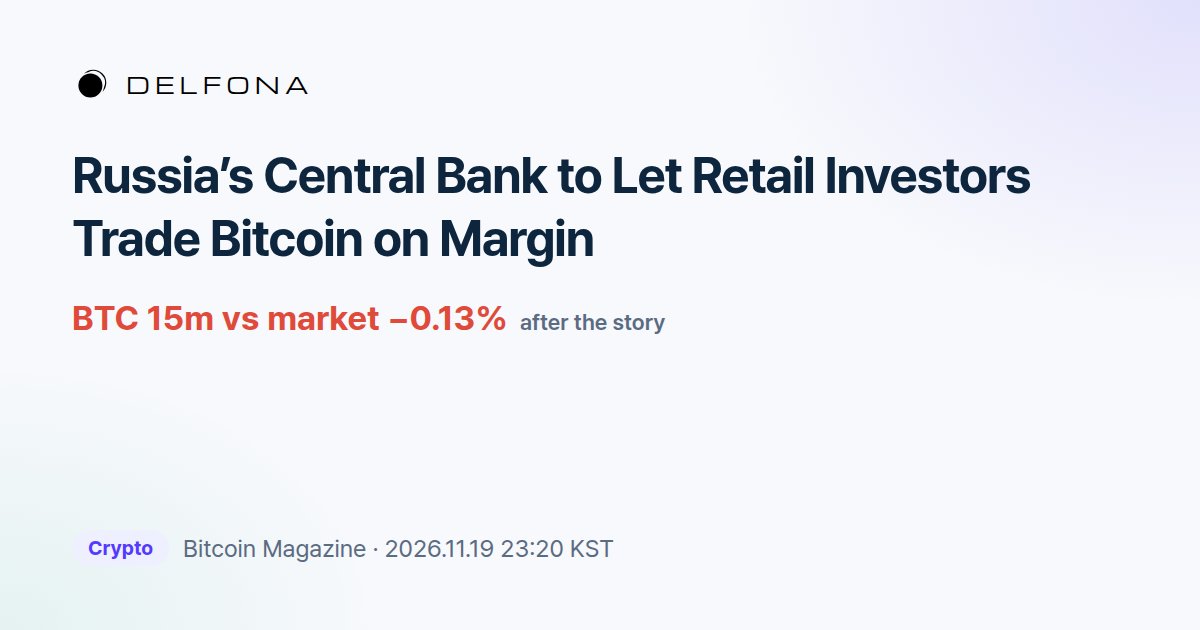 DELFONA
Russia’s Central Bank to Let Retail Investors
Trade Bitcoin on Margin
BTC 15m vs market −0.13% after the story
Crypto Bitcoin Magazine · 2026.11.19 23:20 KST